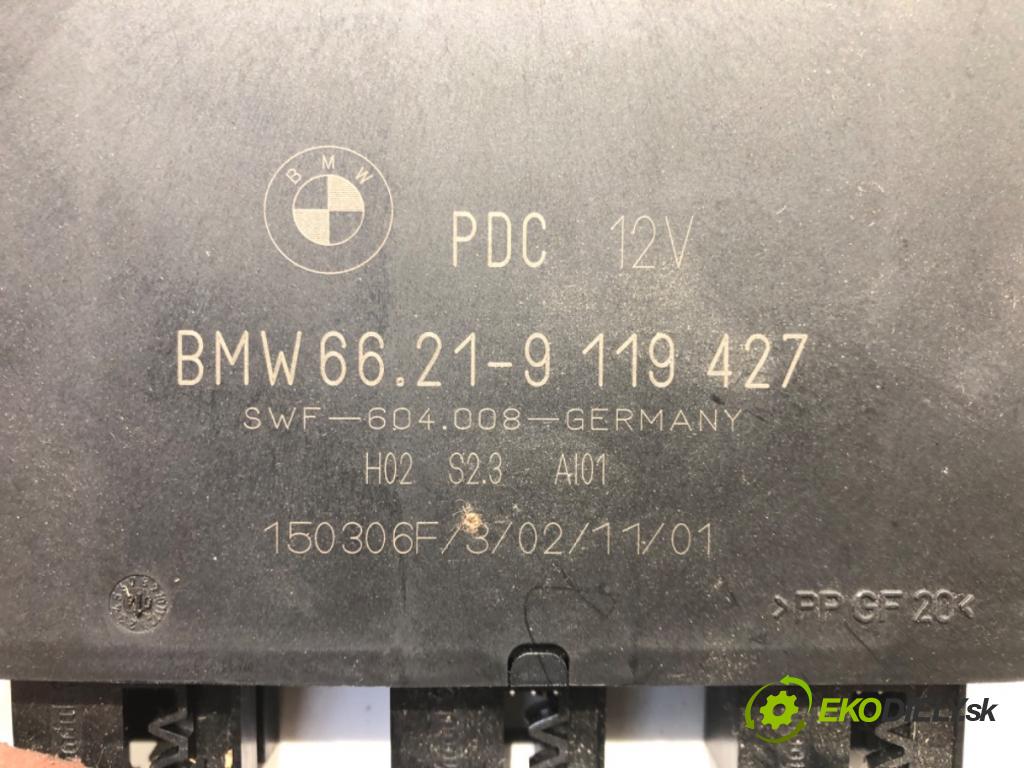 BMW
PDC 12V
BMW 66.21-9 119 427
SWF-604.008-GERMANY
H02 S2.3 AI01
150306F/3/02/11/01
>PP GF 20<
EKODIELY.sk